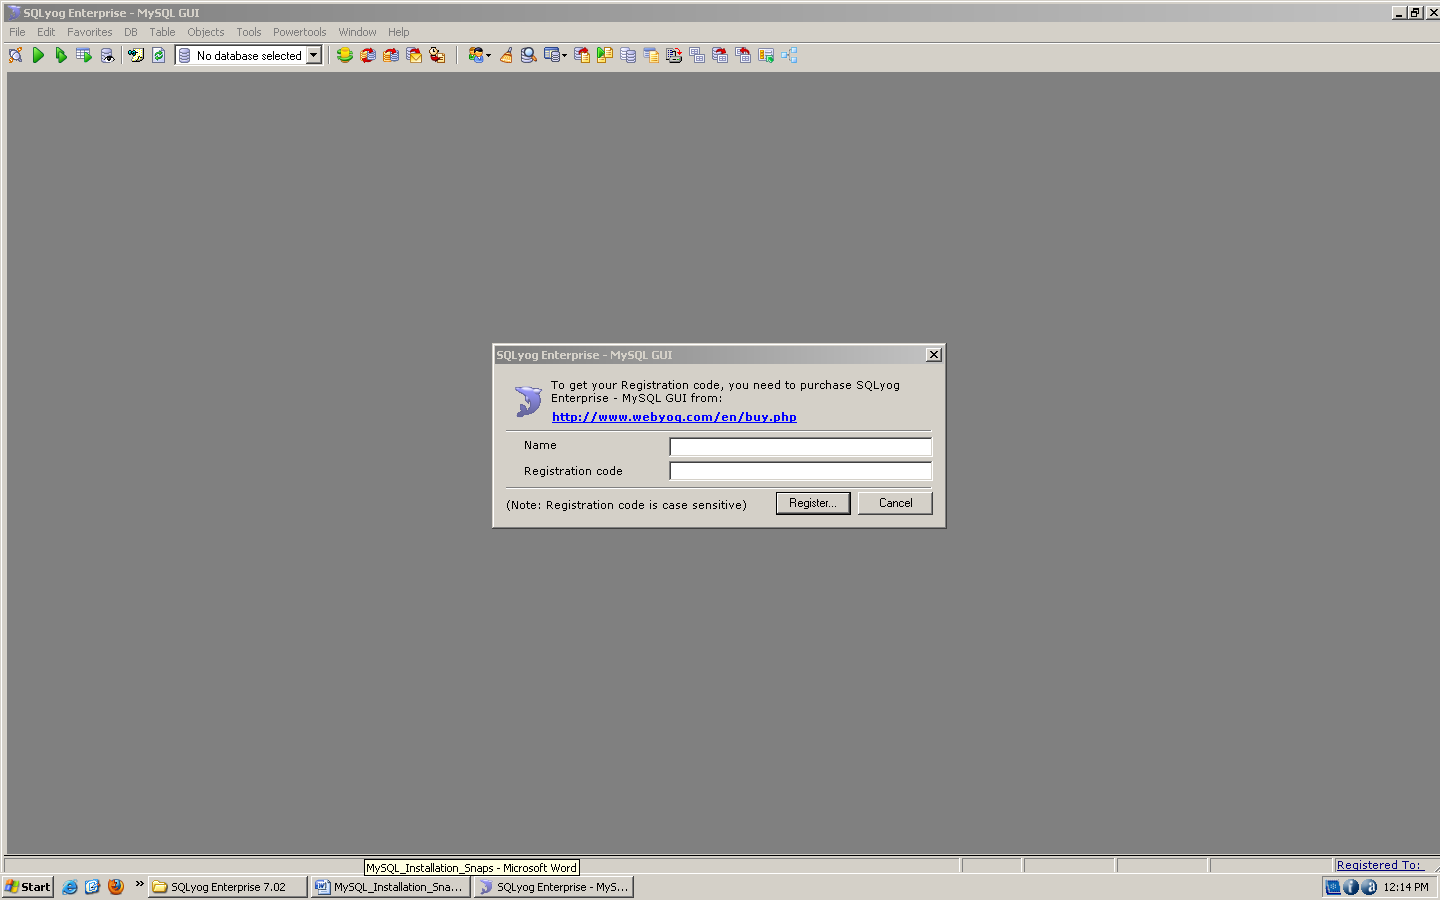 SQLyog Enterprise - MySQL GUI
File Edit Favorites DB Table Objects Tools Powertools Window Help
No database selected
SQLyog Enterprise - MySQL GUI
To get your Registration code, you need to purchase SQLyog
Enterprise - MySQL GUI from:
http://www.webyog.com/en/buy.php
Name
Registration code
(Note: Registration code is case sensitive)
Register...
Cancel
Registered To:
MySQL_Installation_Snaps - Microsoft Word
Start
SQLyog Enterprise 7.02
MySQL_Installation_Sna...
SQLyog Enterprise - MyS...
12:14 PM